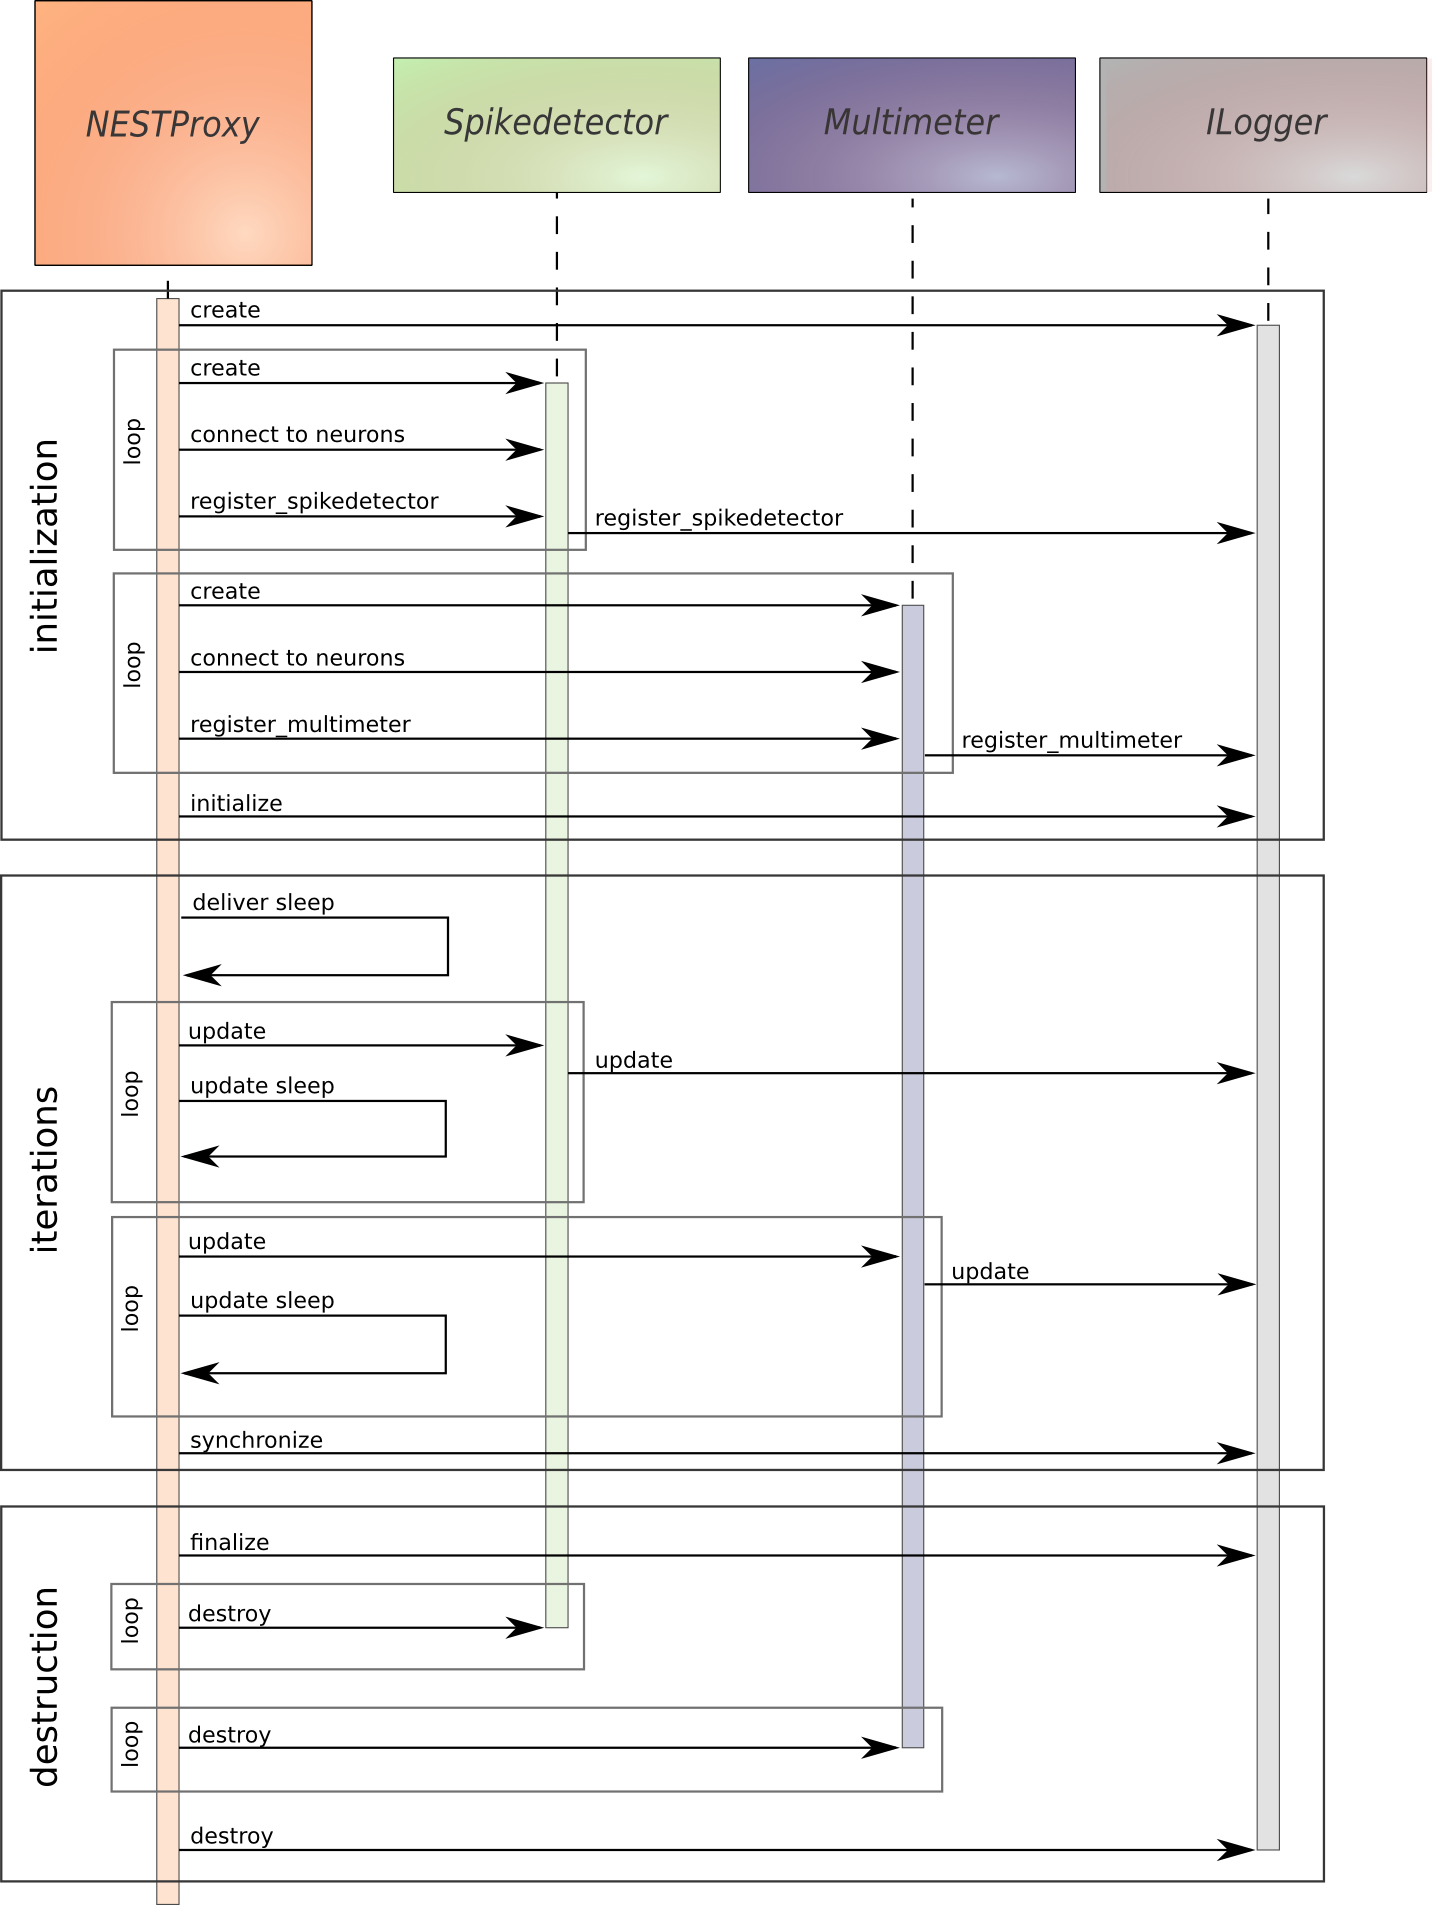 NESTProxy
Spikedetector
Multimeter
ILogger
initialization
create
loop
create
connect to neurons
register_spikedetector
register_spikedetector
loop
create
connect to neurons
register_multimeter
register_multimeter
initialize
iterations
deliver sleep
loop
update
update
update sleep
loop
update
update
update sleep
synchronize
destruction
finalize
loop
destroy
loop
destroy
destroy